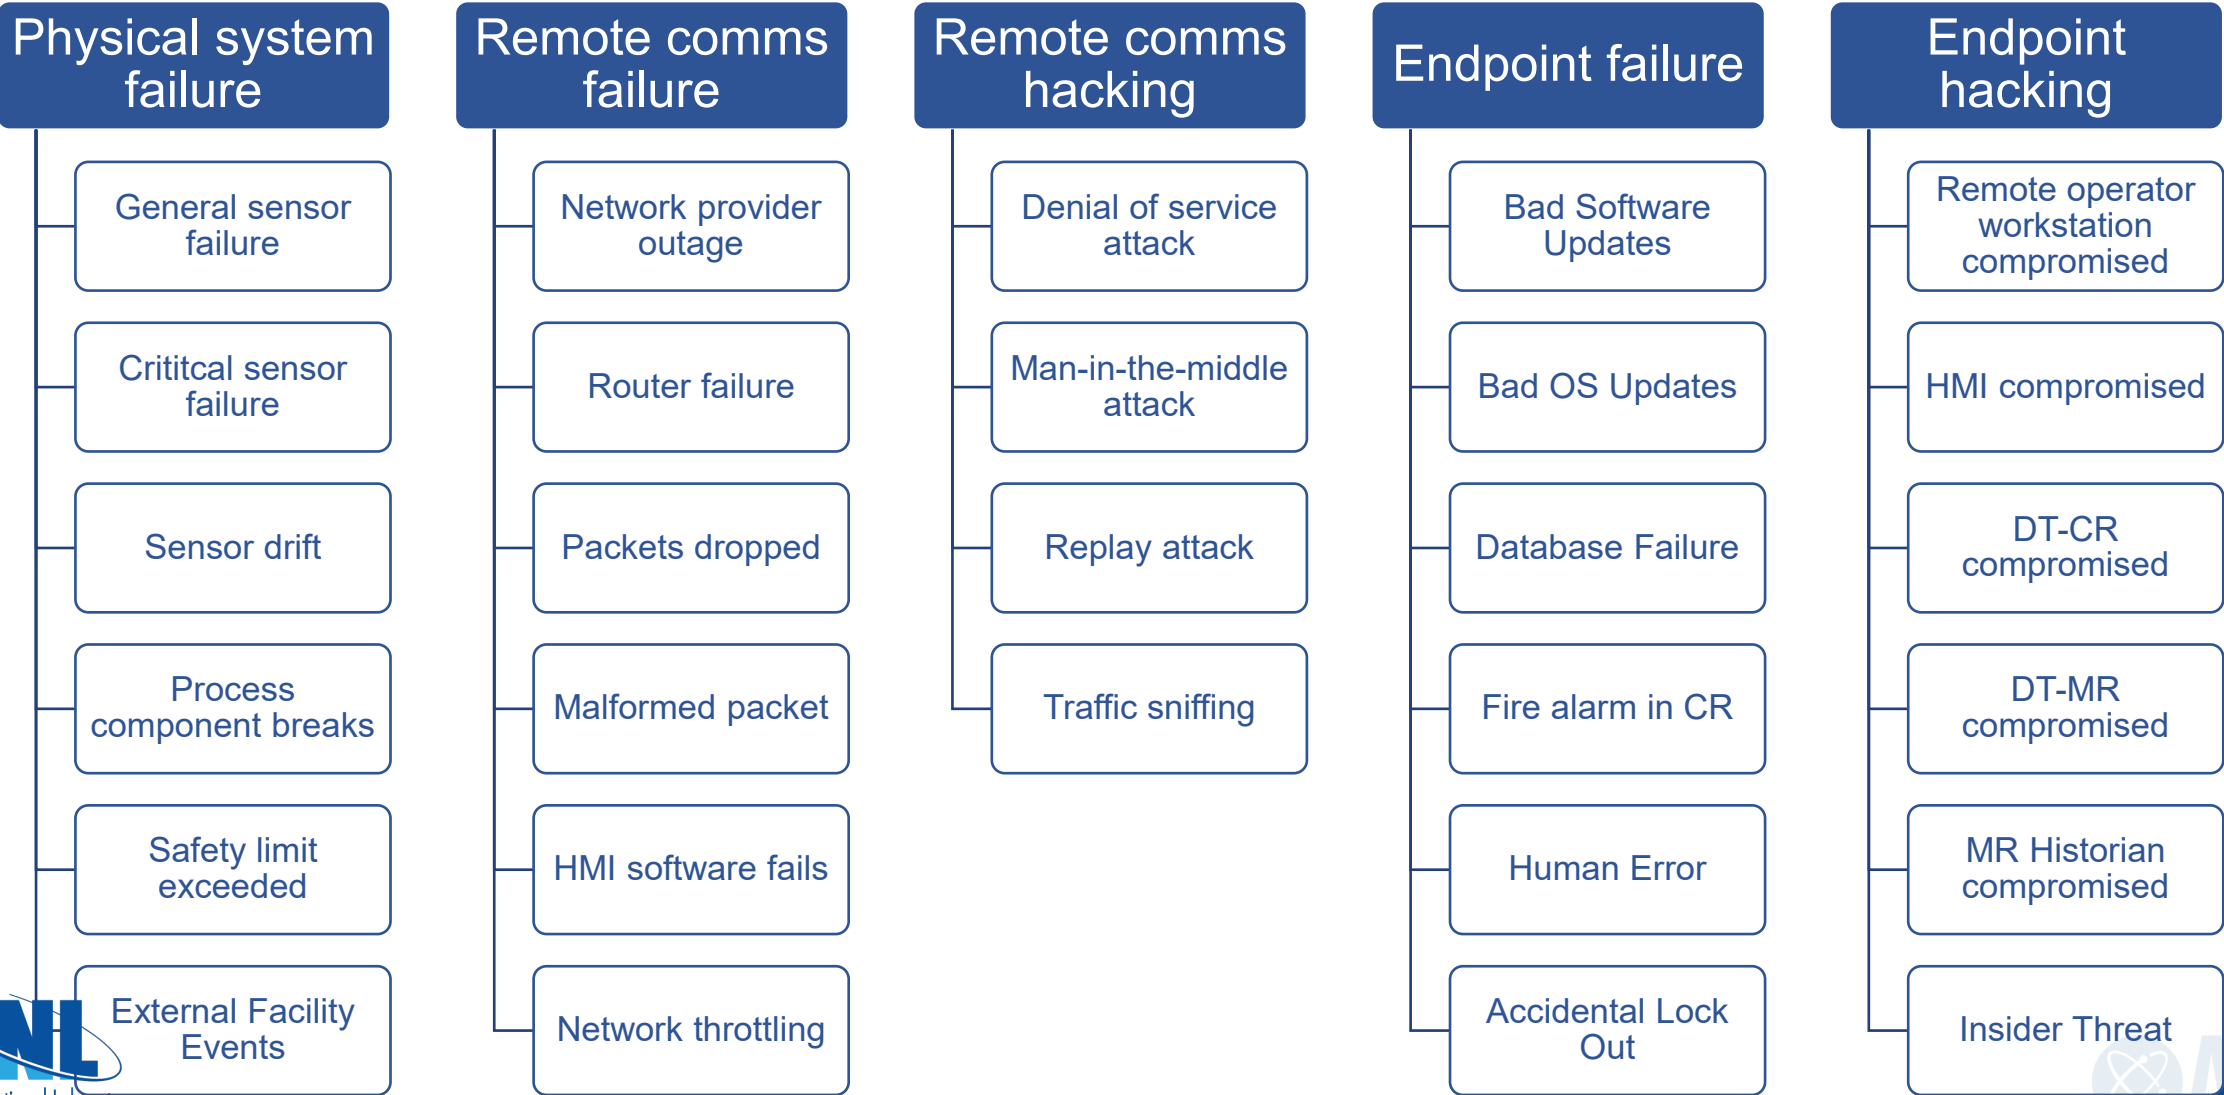 Physical system
failure
General sensor
failure
Crititcal sensor
failure
Sensor drift
Process
component breaks
Safety limit
exceeded
External Facility
Events
Remote comms
failure
Network provider
outage
Router failure
Packets dropped
Malformed packet
HMI software fails
Network throttling
Remote comms
hacking
Denial of service
attack
Man-in-the-middle
attack
Replay attack
Traffic sniffing
Endpoint failure
Bad Software
Updates
Bad OS Updates
Database Failure
Fire alarm in CR
Human Error
Accidental Lock
Out
Endpoint
hacking
Remote operator
workstation
compromised
HMI compromised
DT-CR
compromised
DT-MR
compromised
MR Historian
compromised
Insider Threat
NL